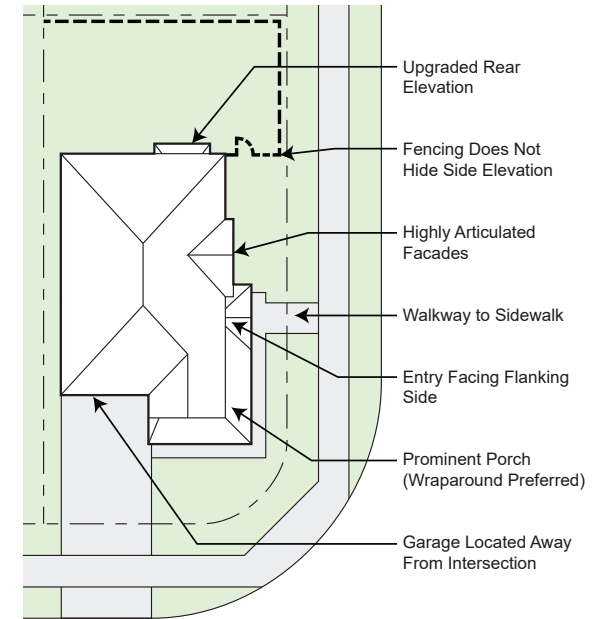 Upgraded Rear
Elevation
Fencing Does Not
Hide Side Elevation
Highly Articulated
Facades
Walkway to Sidewalk
Entry Facing Flanking
Side
Prominent Porch
(Wraparound Preferred)
Garage Located Away
From Intersection